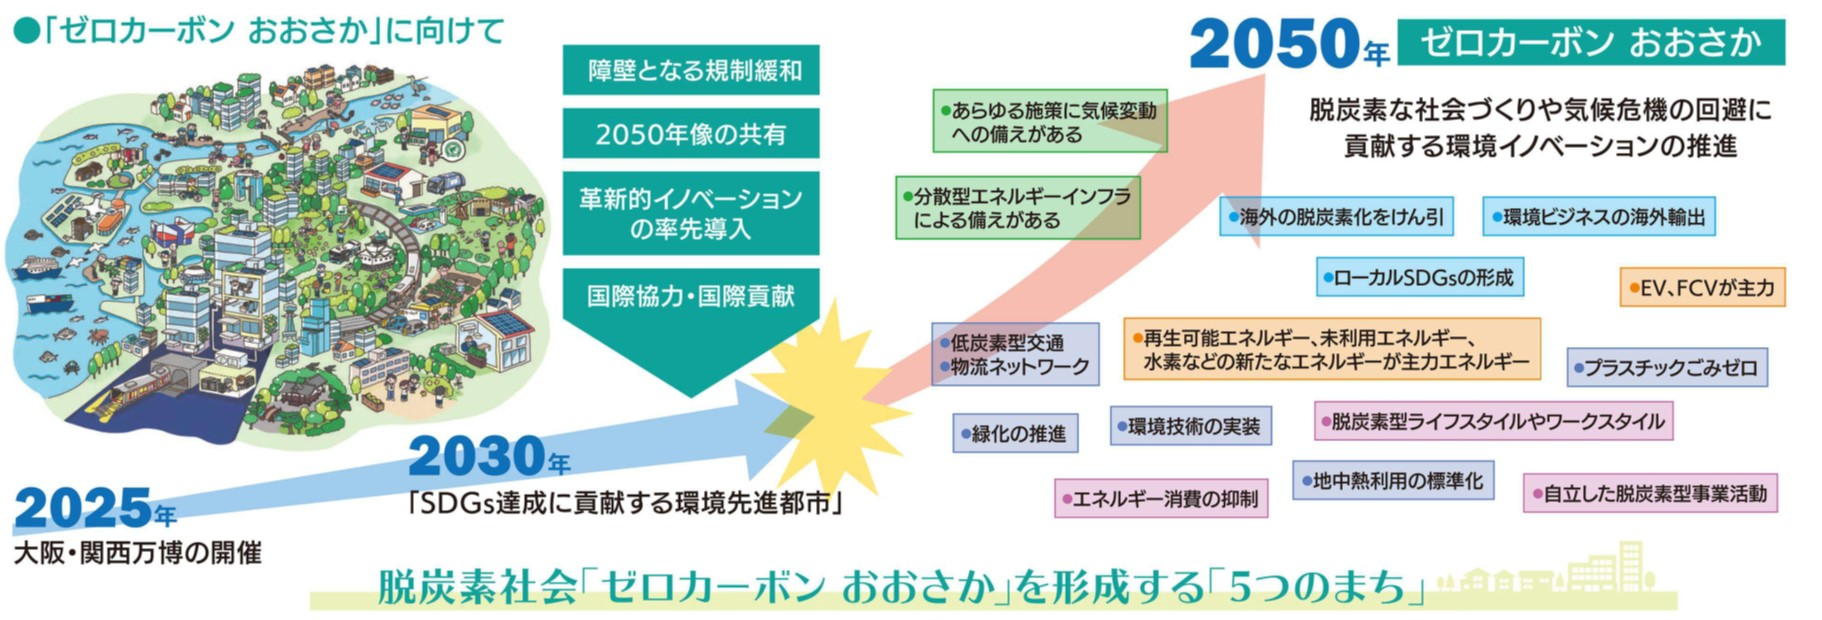 ●「ゼロカーボン おおさか」に向けて
障壁となる規制緩和
2050年像の共有
革新的イノベーション
の率先導入
国際協力・国際貢献
2025年
大阪・関西万博の開催
2030年
「SDGs達成に貢献する環境先進都市」
2050年 ゼロカーボン おおさか
脱炭素な社会づくりや気候危機の回避に
貢献する環境イノベーションの推進
●あらゆる施策に気候変動
への備えがある
●分散型エネルギーインフラ
による備えがある
●海外の脱炭素化をけん引
●環境ビジネスの海外輸出
●ローカルSDGsの形成
●EV、FCVが主力
●低炭素型交通
●物流ネットワーク
●再生可能エネルギー、未利用エネルギー、
水素などの新たなエネルギーが主力エネルギー
●プラスチックごみゼロ
●緑化の推進
●環境技術の実装
●脱炭素型ライフスタイルやワークスタイル
●エネルギー消費の抑制
●地中熱利用の標準化
●自立した脱炭素型事業活動
脱炭素社会「ゼロカーボン おおさか」を形成する「5つのまち」